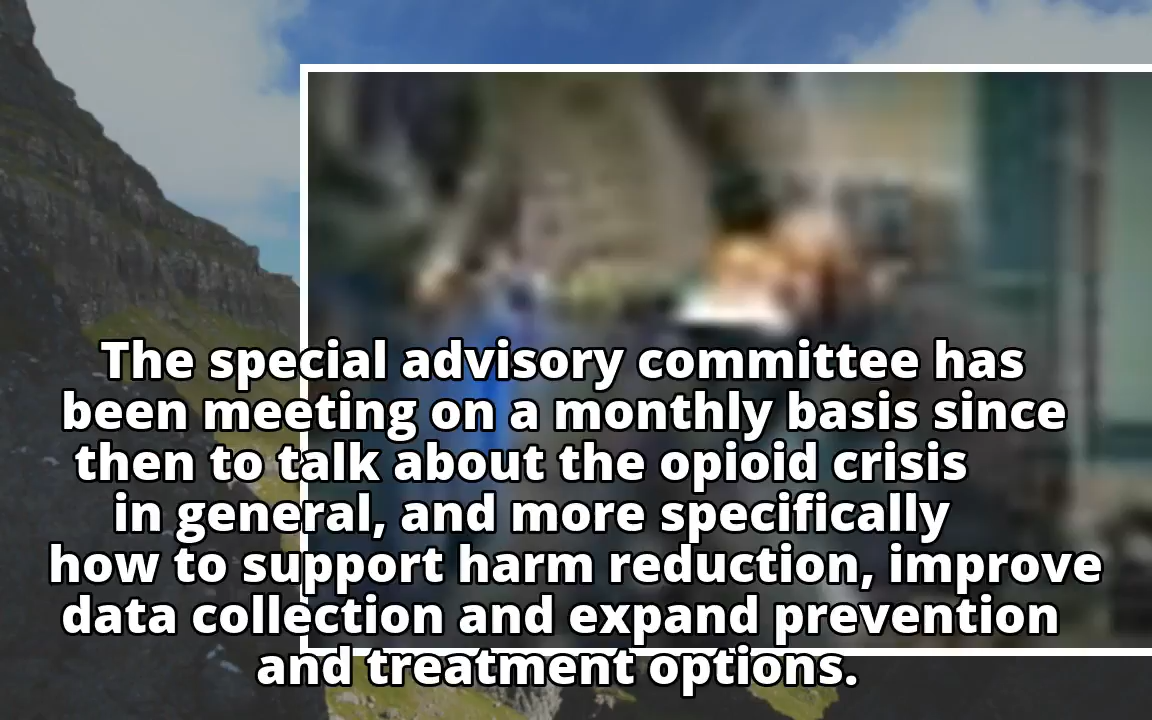 The special advisory committee has
been meeting on a monthly basis since
then to talk about the opioid crisis
in general, and more specifically
how to support harm reduction, improve
data collection and expand prevention
and treatment options.